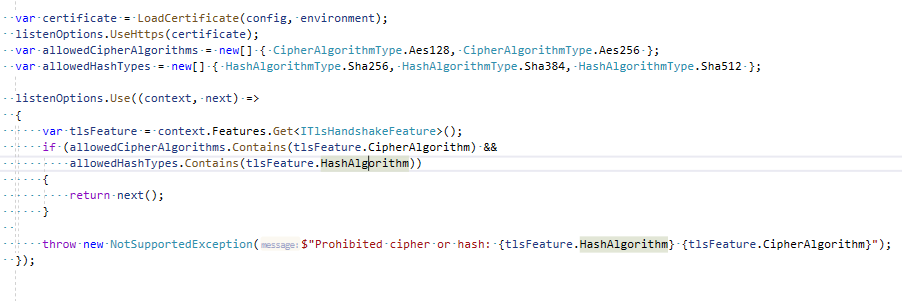 var certificate = LoadCertificate(config, environment);
listenOptions.UseHttps(certificate);
var allowedCipherAlgorithms = new[] { CipherAlgorithmType.Aes128, CipherAlgorithmType.Aes256 };
var allowedHashTypes = new[] { HashAlgorithmType.Sha256, HashAlgorithmType.Sha384, HashAlgorithmType.Sha512 };
listenOptions.Use((context, next) =>
{
var tlsFeature = context.Features.Get<ITlsHandshakeFeature>();
if (allowedCipherAlgorithms.Contains(tlsFeature.CipherAlgorithm) &&
allowedHashTypes.Contains(tlsFeature.HashAlgorithm))
{
return next();
}
throw new NotSupportedException(message: $"Prohibited cipher or hash: {tlsFeature.HashAlgorithm} {tlsFeature.CipherAlgorithm}");
});